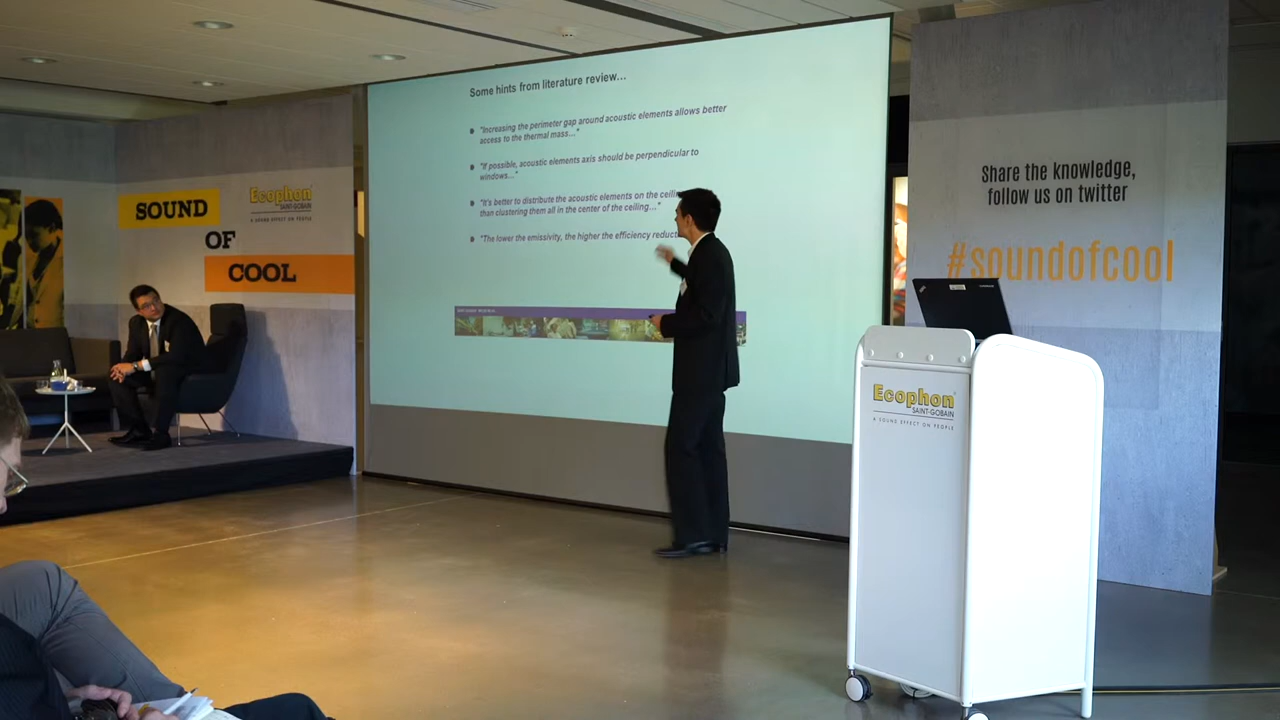 Some hints from literature review...
"Increasing the perimeter gap around acoustic elements allows better
access to the thermal mass..."
"If possible, acoustic elements axis should be perpendicular to
windows..."
"It's better to distribute the acoustic elements on the
than clustering them all in the center of the ceiling..."
"The lower the emissivity, the higher the efficiency
SOUND
OF
COOL
Ecophon
SAINT-GOBAIN
A SOUND EFFECT ON PEOPLE
Share the knowledge,
follow us on twitter
#soundofcool
Ecophon
SAINT-GOBAIN
A SOUND EFFECT ON PEOPLE